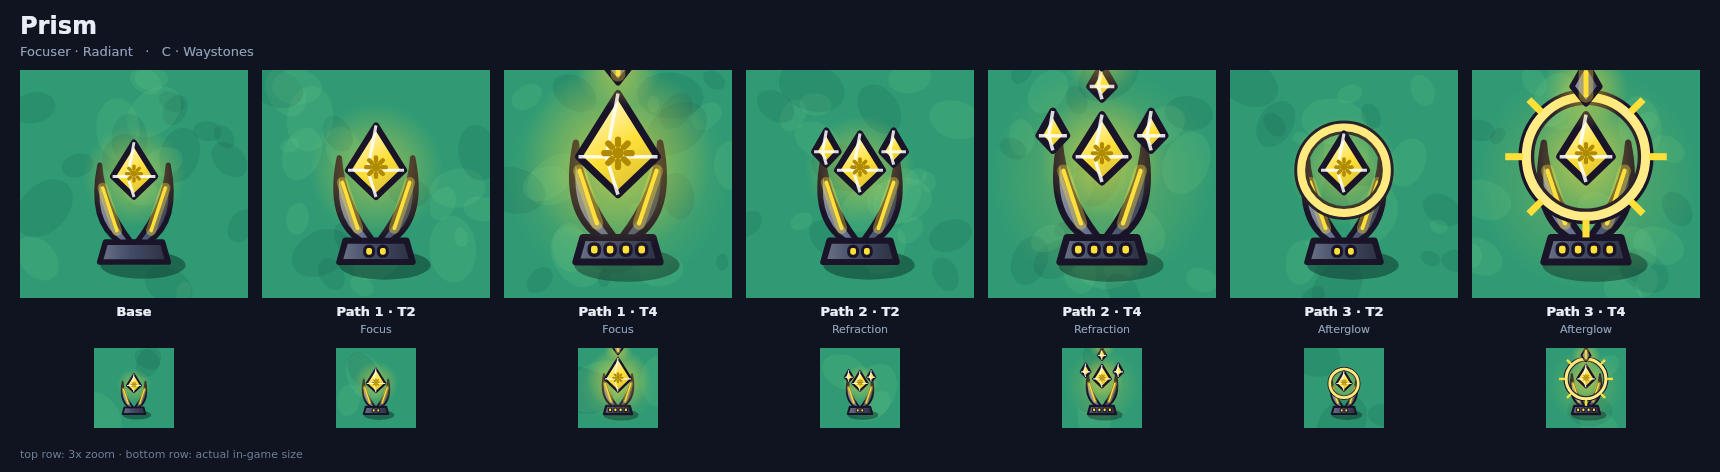 Prism
Focuser · Radiant · C · Waystones
Base
Path 1 · T2
Focus
Path 1 · T4
Focus
Path 2 · T2
Refraction
Path 2 · T4
Refraction
Path 3 · T2
Afterglow
Path 3 · T4
Afterglow
top row: 3x zoom · bottom row: actual in-game size